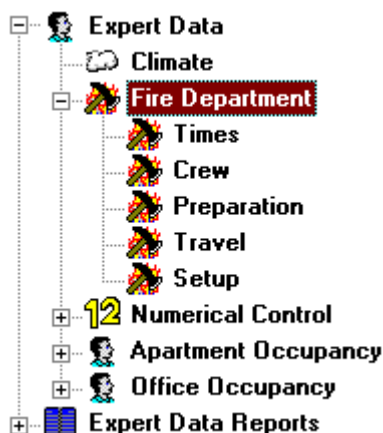 Expert Data
Climate
Fire Department
Times
Crew
Preparation
Travel
Setup
12 Numerical Control
Apartment Occupancy
Office Occupancy
Expert Data Reports